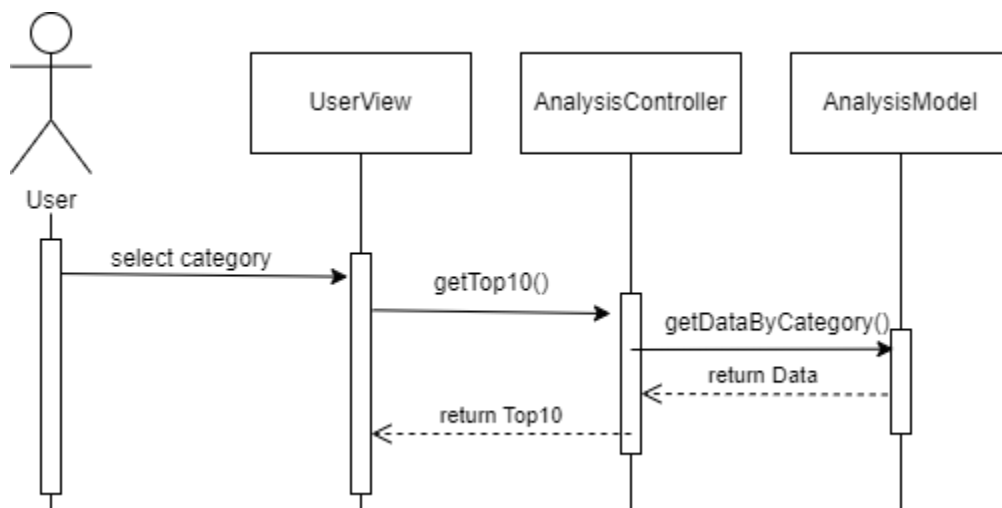 UserView
AnalysisController
AnalysisModel
User
select category
getTop10()
getDataByCategory()
return Data
return Top10